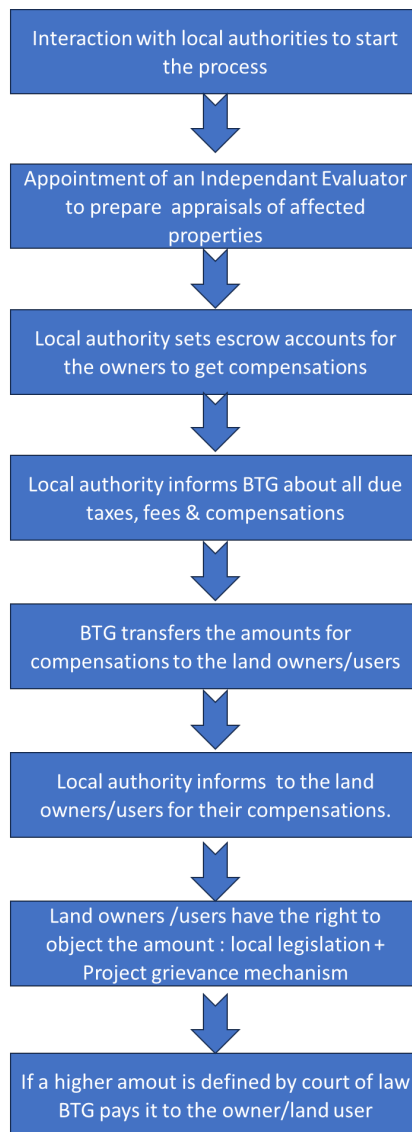 Interaction with local authorities to start
the process
Appointment of an Independant Evaluator
to prepare appraisals of affected
properties
Local authority sets escrow accounts for
the owners to get compensations
Local authority informs BTG about all due
taxes, fees & compensations
BTG transfers the amounts for
compensations to the land owners/users
Local authority informs to the land
owners/users for their compensations.
Land owners /users have the right to
object the amount : local legislation +
Project grievance mechanism
If a higher amout is defined by court of law
BTG pays it to the owner/land user